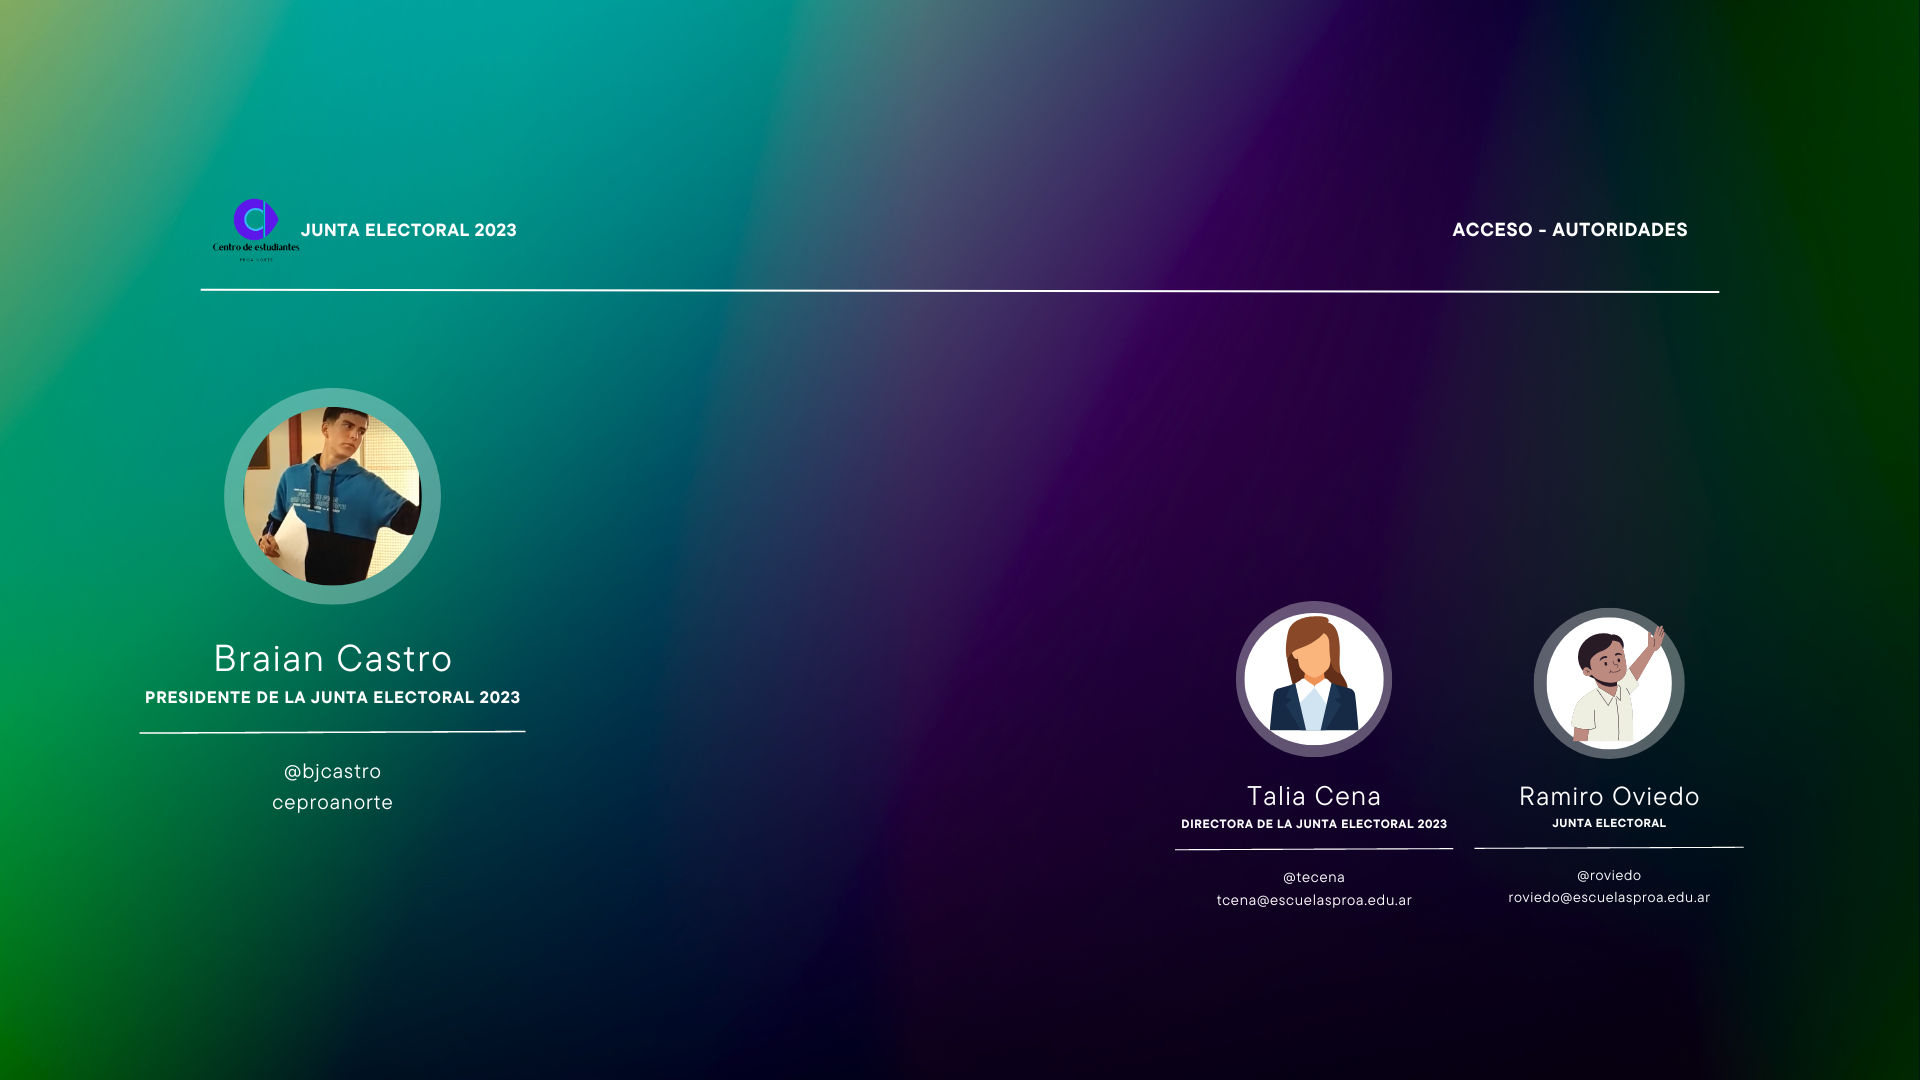 Centro de estudiantes
PROA NORTE
JUNTA ELECTORAL 2023
ACCESO - AUTORIDADES
Braian Castro
PRESIDENTE DE LA JUNTA ELECTORAL 2023
@bjcastro
ceproanorte
Talia Cena
DIRECTORA DE LA JUNTA ELECTORAL 2023
@tecena
tcena@escuelasproa.edu.ar
Ramiro Oviedo
JUNTA ELECTORAL
@roviedo
roviedo@escuelasproa.edu.ar